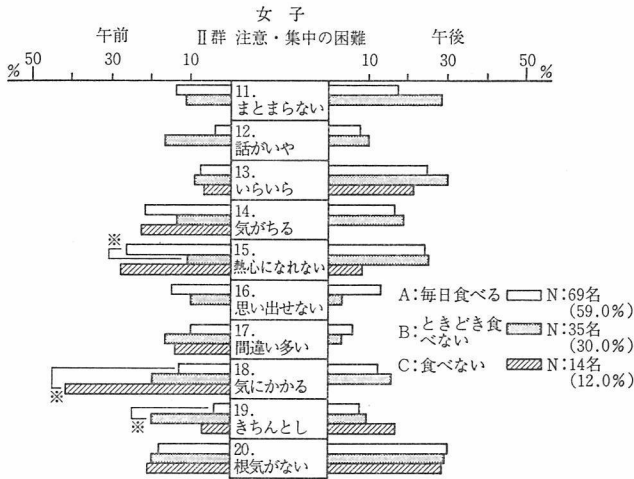 女 子
午前 Ⅱ群 注意・集中の困難 午後
% 50 30 10 10 30 50 %
11.
まとまらない
12.
話がいや
13.
いらいら
14.
気がちる
※
15.
熱心になれない
16.
思い出せない
17.
間違い多い
18.
気にかかる
※
19.
きちんとし
※
20.
根気がない
A:毎日食べる N:69名
(59.0%)
B:ときどき食べない N:35名
(30.0%)
C:食べない N:14名
(12.0%)